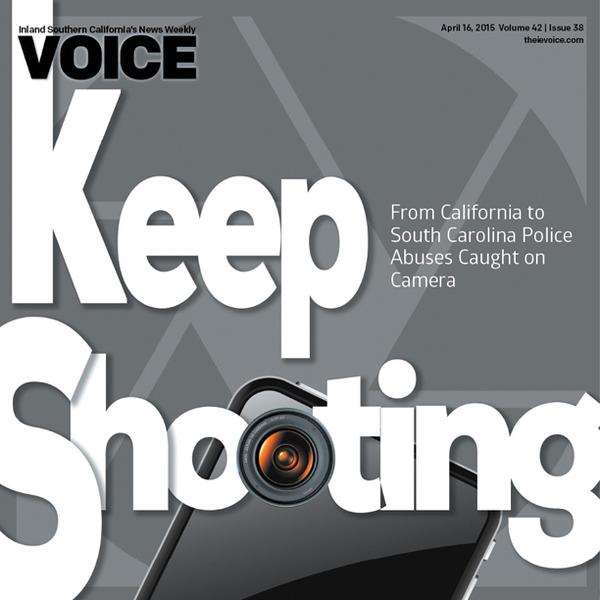 Inland Southern California's News Weekly
VOICE
April 16, 2015 Volume 42 | Issue 38
theievoice.com
Keep
From California to
South Carolina Police
Abuses Caught on
Camera
Shooting